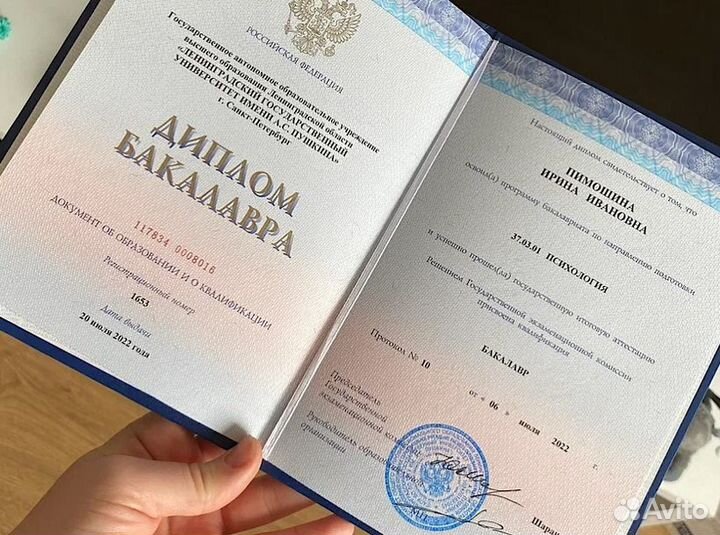 РОССИЙСКАЯ ФЕДЕРАЦИЯ
Государственное автономное образовательное учреждение
высшего образования Ленинградской области
«ЛЕНИНГРАДСКИЙ ГОСУДАРСТВЕННЫЙ
УНИВЕРСИТЕТ ИМЕНИ А.С. ПУШКИНА»
г. Санкт-Петербург
ДИПЛОМ
БАКАЛАВРА
117834 0008016
ДОКУМЕНТ ОБ ОБРАЗОВАНИИ И О КВАЛИФИКАЦИИ
Регистрационный номер
1653
Дата выдачи
20 июля 2022 года
Настоящий диплом свидетельствует о том, что
ПИМОШИНА
ИРИНА ИВАНОВНА
освоил(а) программу бакалавриата по направлению подготовки
37.03.01 ПСИХОЛОГИЯ
и успешно прошел(ла) государственную итоговую аттестацию
Решением Государственной экзаменационной комиссии
присвоена квалификация
БАКАЛАВР
Протокол № 10 от « 06 » июля 2022 г.
Председатель
Государственной
экзаменационной комиссии
Руководитель образовательной
организации
М.П.
Avito